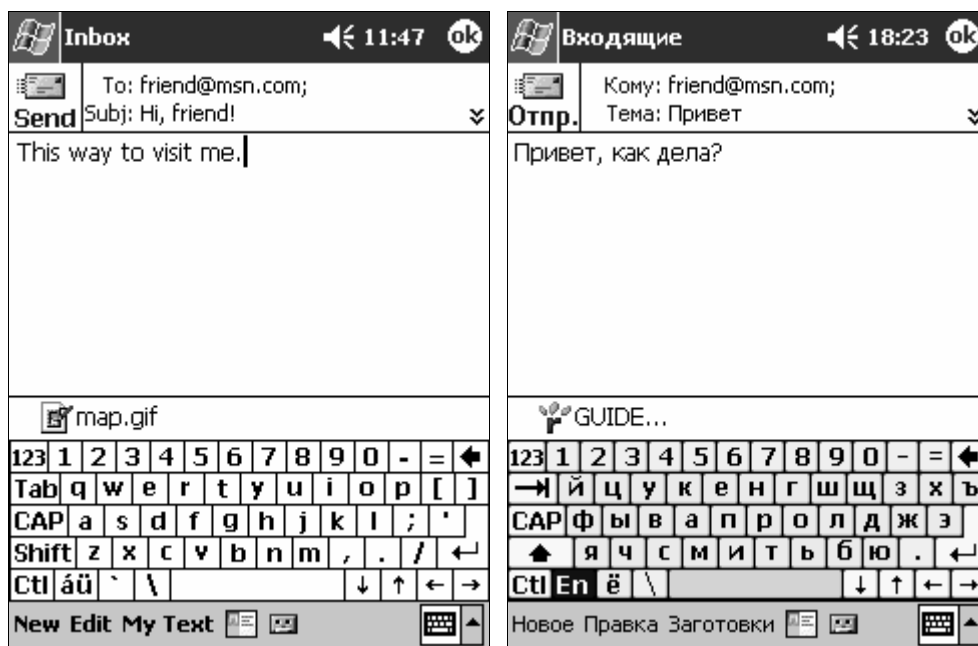 Inbox 11:47 ok
Send
To: friend@msn.com;
Subj: Hi, friend!
This way to visit me.
map.gif
123 1 2 3 4 5 6 7 8 9 0 - =
Tab q w e r t y u i o p [ ]
CAP a s d f g h j k l ; '
Shift z x c v b n m , . /
Ctl áü ` \
New Edit My Text
Входящие 18:23 ok
Отпр.
Кому: friend@msn.com;
Тема: Привет
Привет, как дела?
GUIDE...
123 1 2 3 4 5 6 7 8 9 0 - =
й ц у к е н г ш щ з х ъ
CAP ф ы в а п р о л д ж э
я ч с м и т ь б ю .
Ctl En ё \
Новое Правка Заготовки